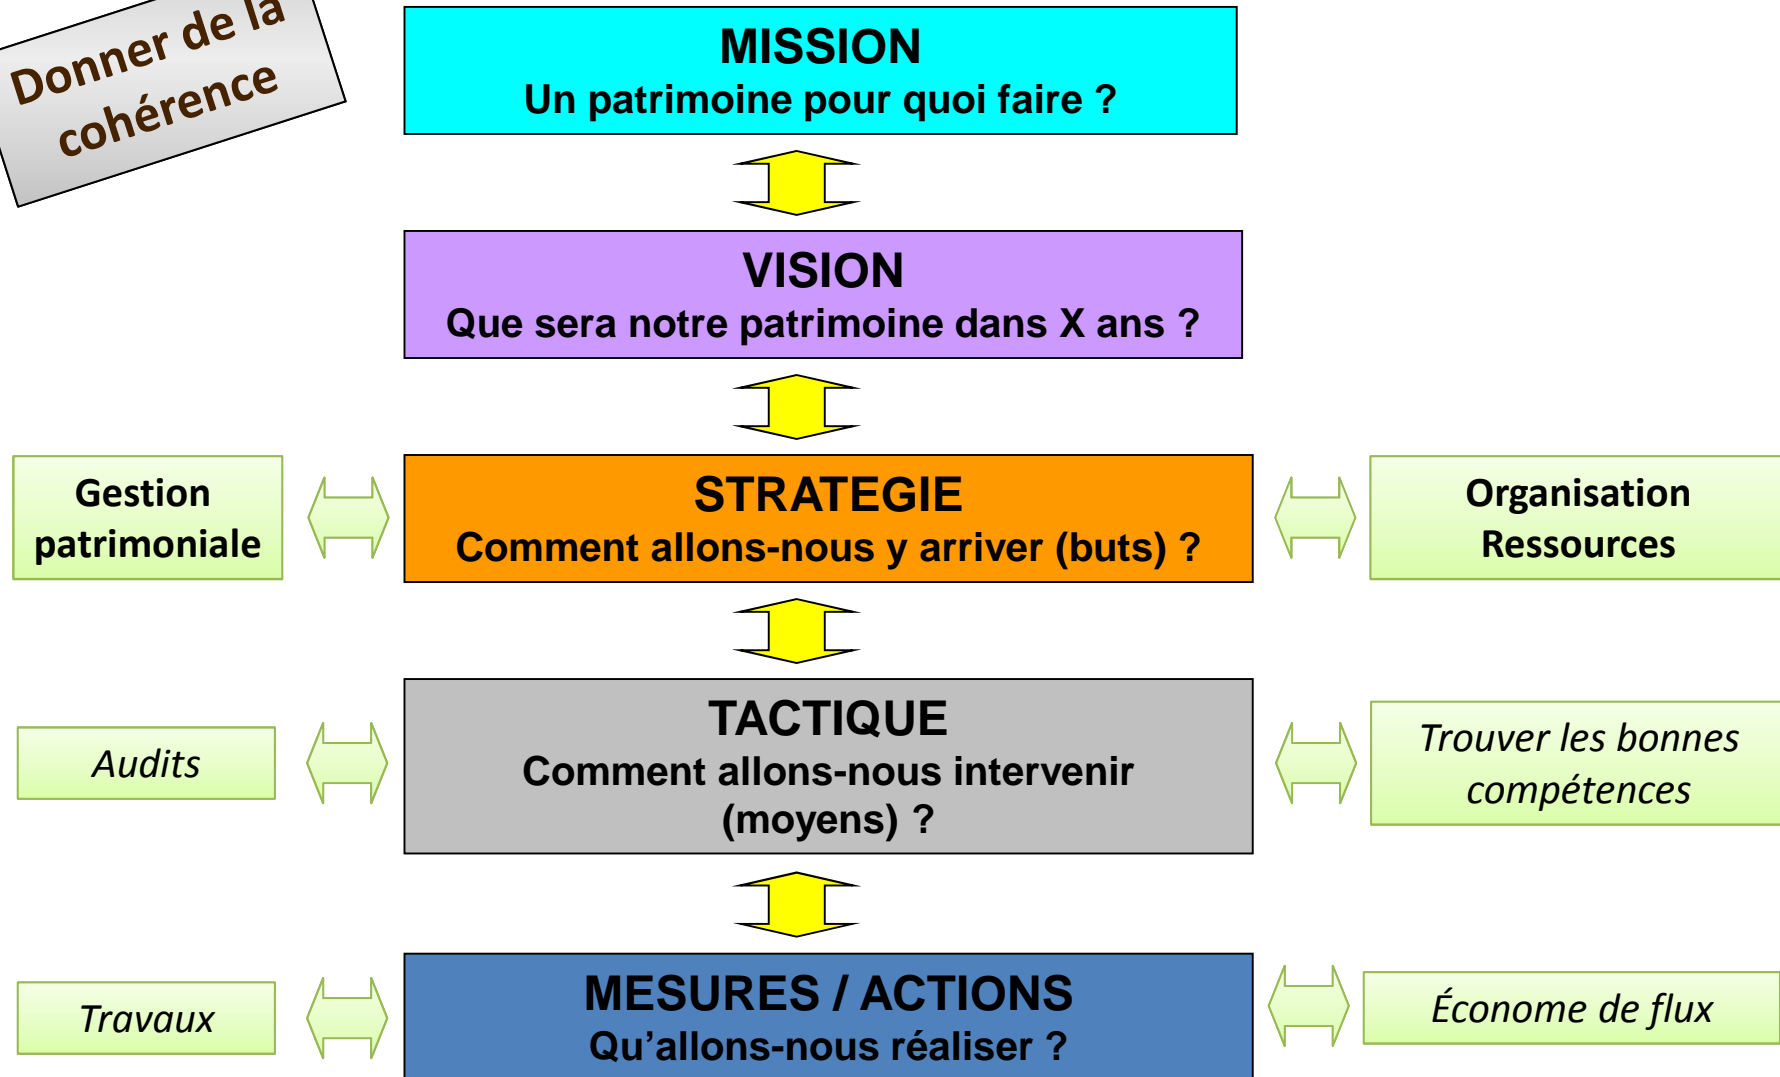 Donner de la
cohérence
MISSION
Un patrimoine pour quoi faire ?
VISION
Que sera notre patrimoine dans X ans ?
Gestion
patrimoniale
STRATEGIE
Comment allons-nous y arriver (buts) ?
Organisation
Ressources
Audits
TACTIQUE
Comment allons-nous intervenir
(moyens) ?
Trouver les bonnes
compétences
Travaux
MESURES / ACTIONS
Qu’allons-nous réaliser ?
Économe de flux